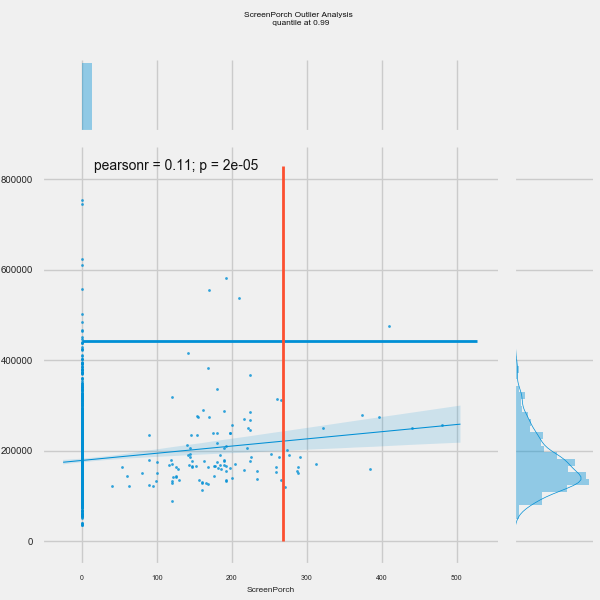 ScreenPorch Outlier Analysis
quantile at 0.99
pearsonr = 0.11; p = 2e-05
800000
600000
400000
200000
0
0 100 200 300 400 500
ScreenPorch